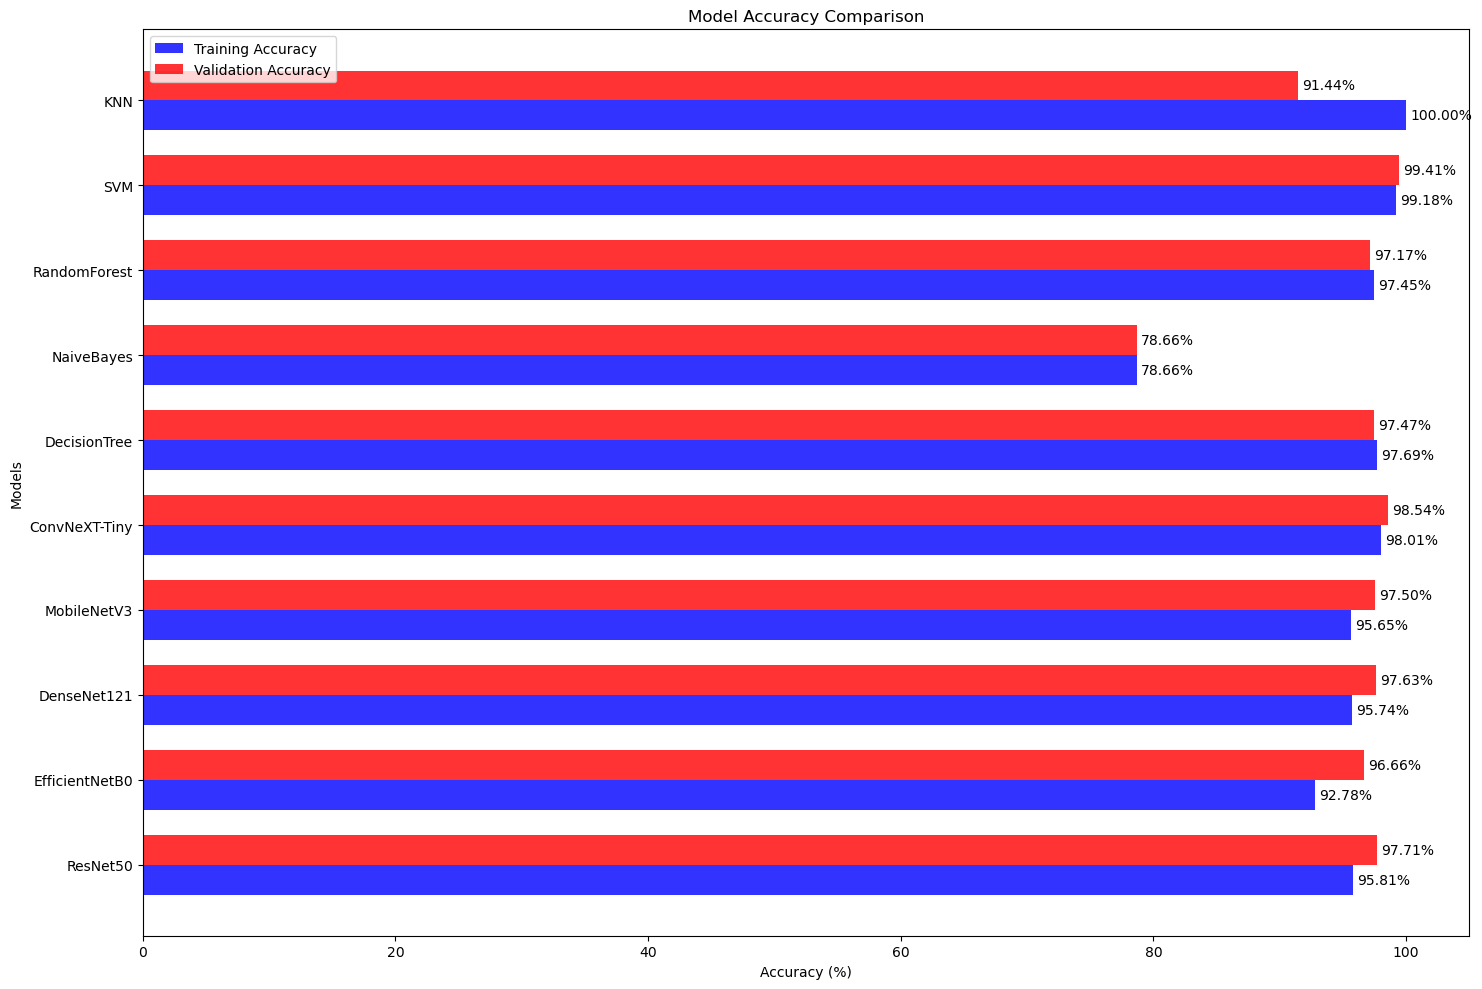 Model Accuracy Comparison
Training Accuracy
Validation Accuracy
KNN
91.44%
100.00%
SVM
99.41%
99.18%
RandomForest
97.17%
97.45%
NaiveBayes
78.66%
78.66%
DecisionTree
97.47%
97.69%
Models
ConvNeXT-Tiny
98.54%
98.01%
MobileNetV3
97.50%
95.65%
DenseNet121
97.63%
95.74%
EfficientNetB0
96.66%
92.78%
ResNet50
97.71%
95.81%
0 20 40 60 80 100
Accuracy (%)